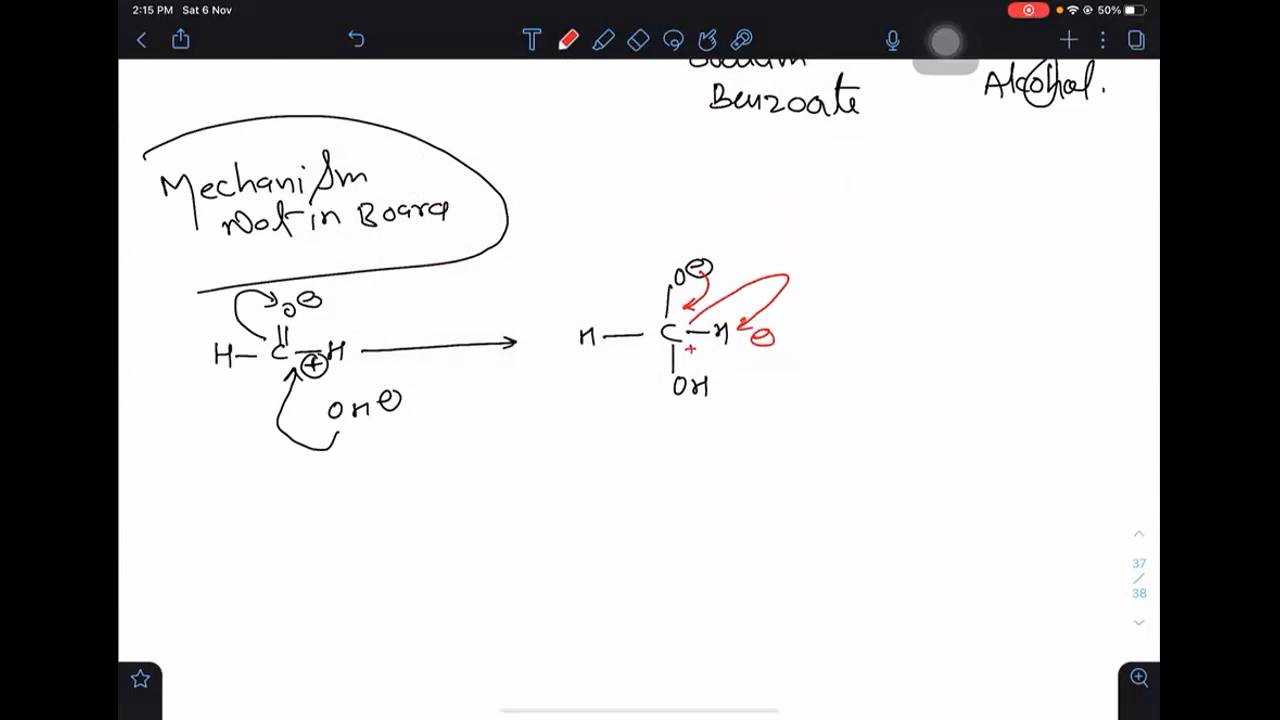 2:15 PM Sat 6 Nov
50%
Benzoate
Alcohol.
Mechanism
Not in Board
O⊖
H—C—H
⊕
OH⊖
O⊖
H—C—H ⊖
+
OH
37
/
38